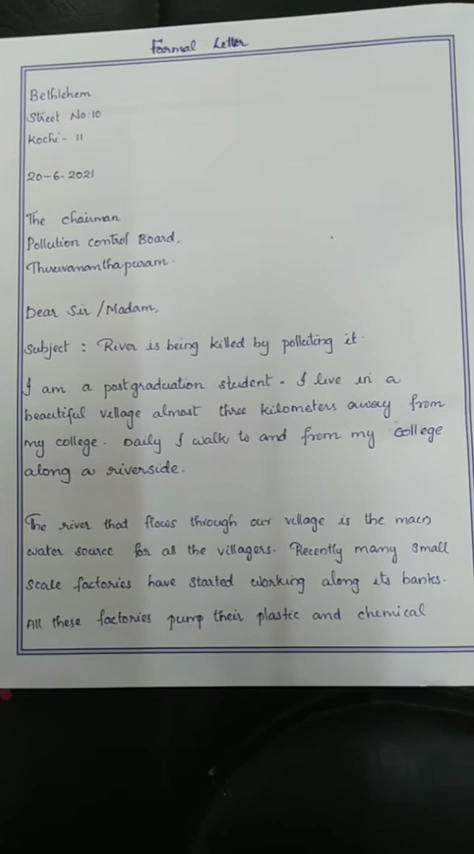 Formal Letter
Bethlehem
Street No:10
Kochi - 11
20-6-2021
The chairman
Pollution control Board,
Thiruvananthapuram.
Dear Sir/Madam,
Subject : River is being killed by polluting it.
I am a postgraduation student. I live in a
beautiful village almost three kilometers away from
my college. Daily I walk to and from my college
along a riverside.
The river that flows through our village is the main
water source for all the villagers. Recently many small
scale factories have started working along its banks.
All these factories pump their plastic and chemical